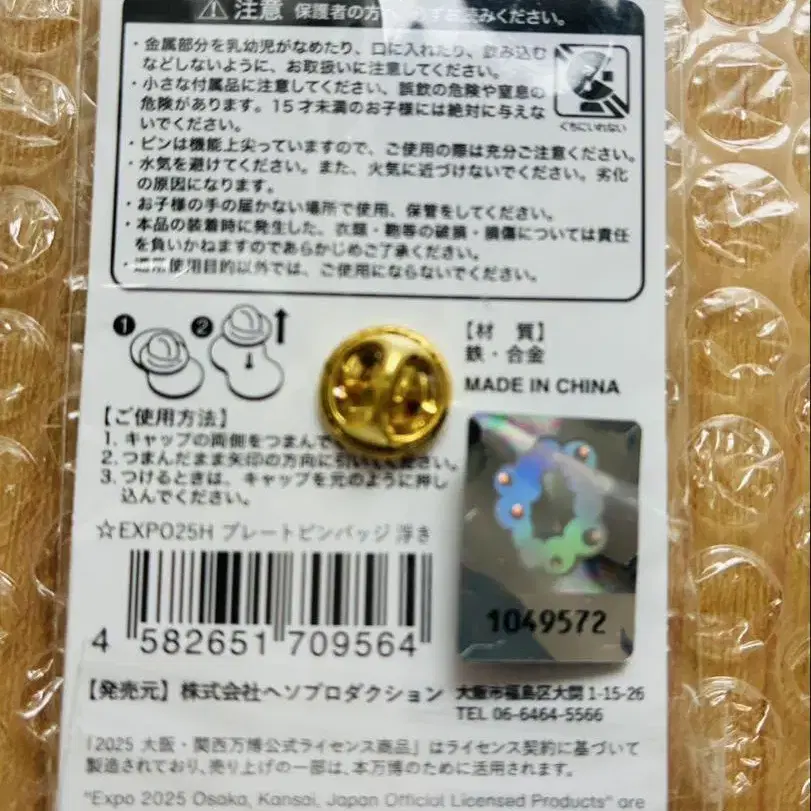 注意 保護者の方へ 必ずお読みください。
・金属部分を乳幼児がなめたり、口に入れたり、飲み込む
などしないように、お取扱いに注意してください。
・小さな付属品に注意してください、誤飲の危険や窒息の
危険があります。15才未満のお子様には絶対に与えな
いでください。
くちにいれない
・ピンは機能上尖っていますので、ご使用の際は充分ご注意ください。
・水気を避けてください。また、火気に近づけないでください。劣化
の原因になります。
・お子様の手の届かない場所で使用、保管をしてください。
・本品の装着時に発生した、衣類・鞄等の破損・損傷については責任
を負いかねますのであらかじめご了承ください。
・通常使用目的以外では、ご使用にならないでください。
1 2
【材 質】
鉄・合金
MADE IN CHINA
【ご使用方法】
1. キャップの両側をつまんで
2. つまんだまま矢印の方向に引いてください。
3. つけるときは、キャップを元のように押し
込んでください。
☆EXPO25H プレートピンバッジ 浮き
4 582651 709564
1049572
【発売元】株式会社ヘソプロダクション 大阪市福島区大開 1-15-26
TEL 06-6464-5566
「2025 大阪・関西万博公式ライセンス商品」はライセンス契約に基づいて
製造されており、売り上げの一部は、本万博のために活用されます。
"Expo 2025 Osaka, Kansai, Japan Official Licensed Products" are